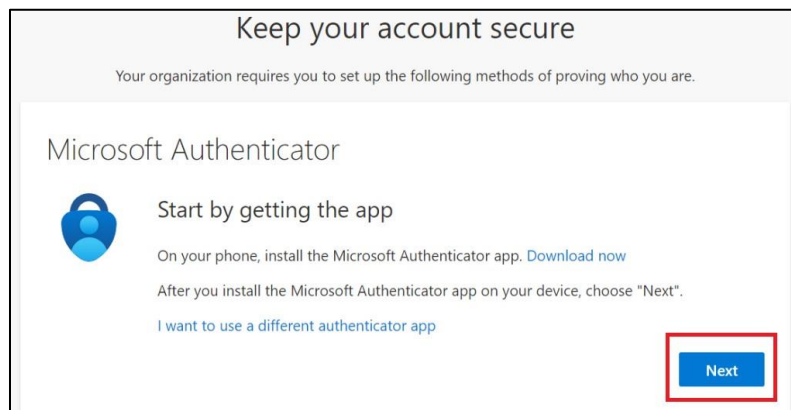 Keep your account secure
Your organization requires you to set up the following methods of proving who you are.
Microsoft Authenticator
Start by getting the app
On your phone, install the Microsoft Authenticator app. Download now
After you install the Microsoft Authenticator app on your device, choose "Next".
I want to use a different authenticator app
Next